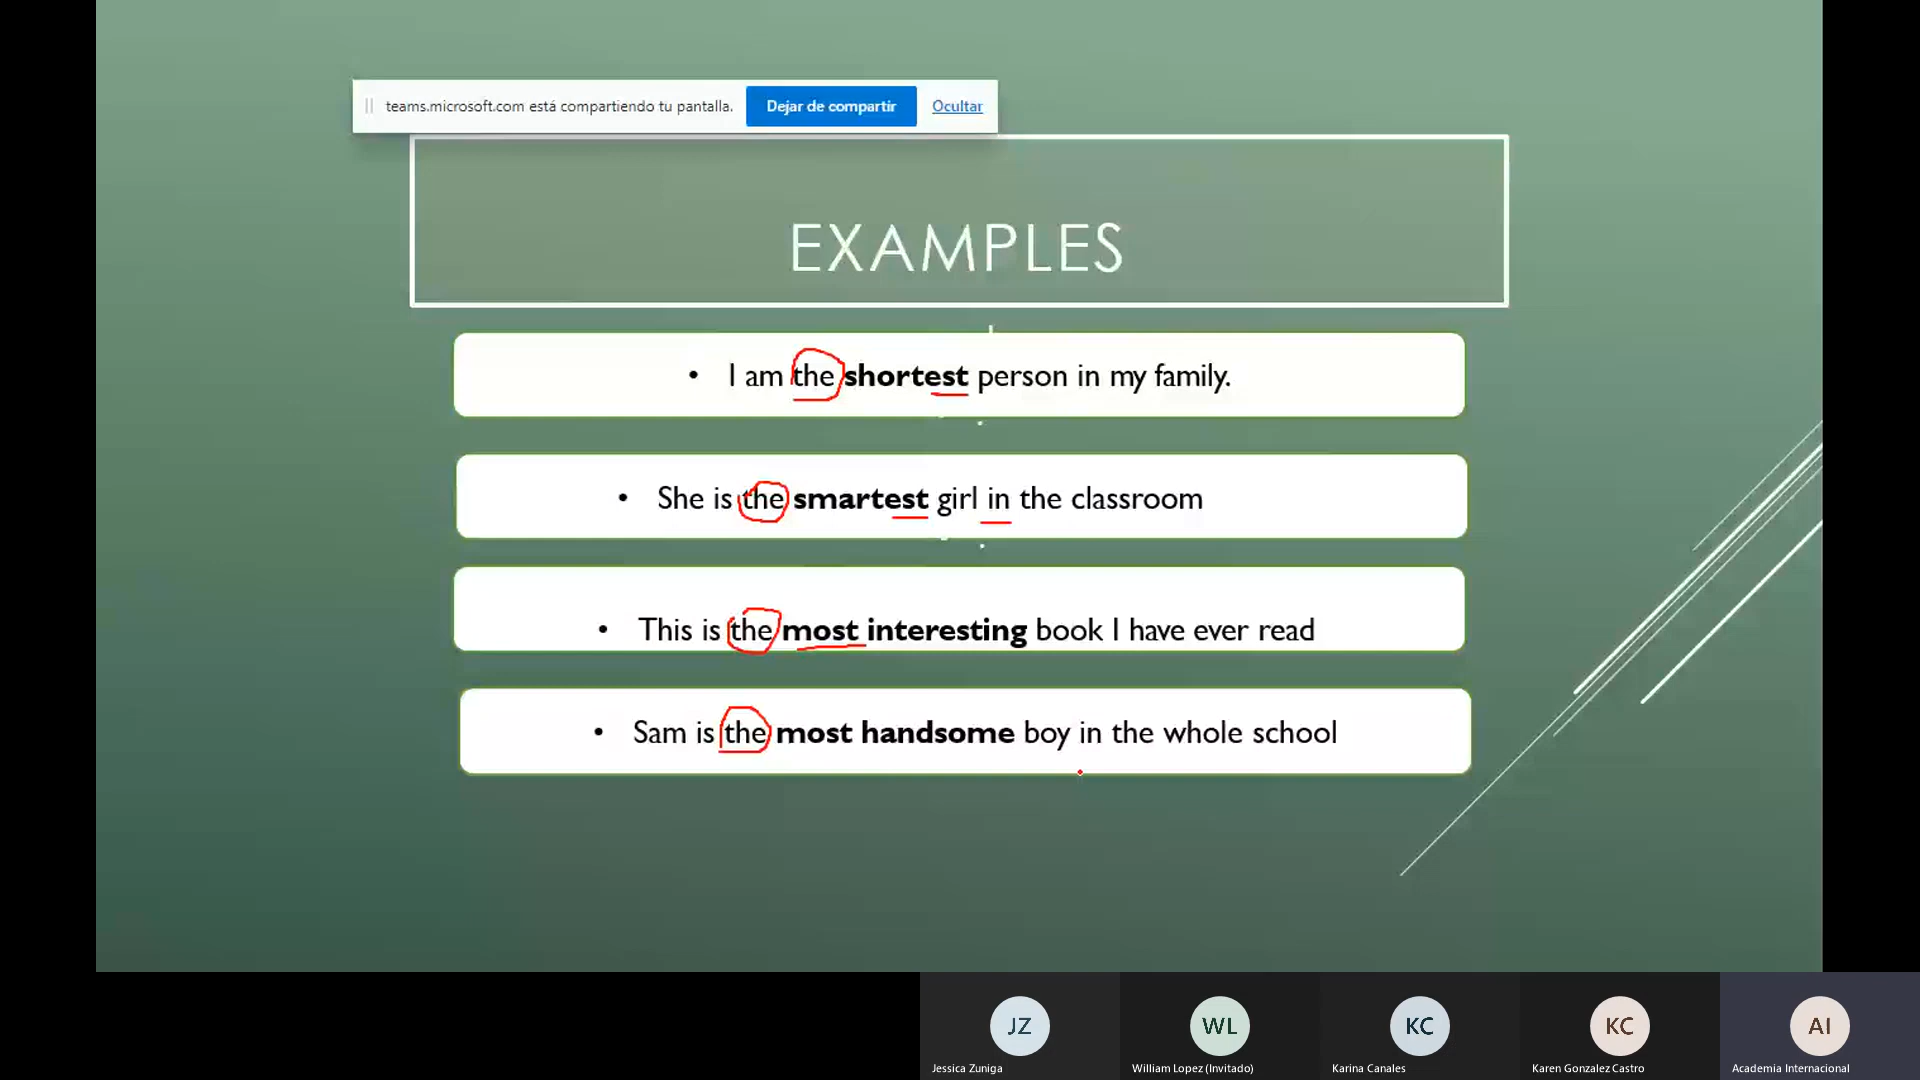 teams.microsoft.com está compartiendo tu pantalla. Dejar de compartir Ocultar
EXAMPLES
• I am the shortest person in my family.
• She is the smartest girl in the classroom
• This is the most interesting book I have ever read
• Sam is the most handsome boy in the whole school
JZ WL KC KC AI
Jessica Zuniga William Lopez (Invitado) Karina Canales Karen Gonzalez Castro Academia Internacional